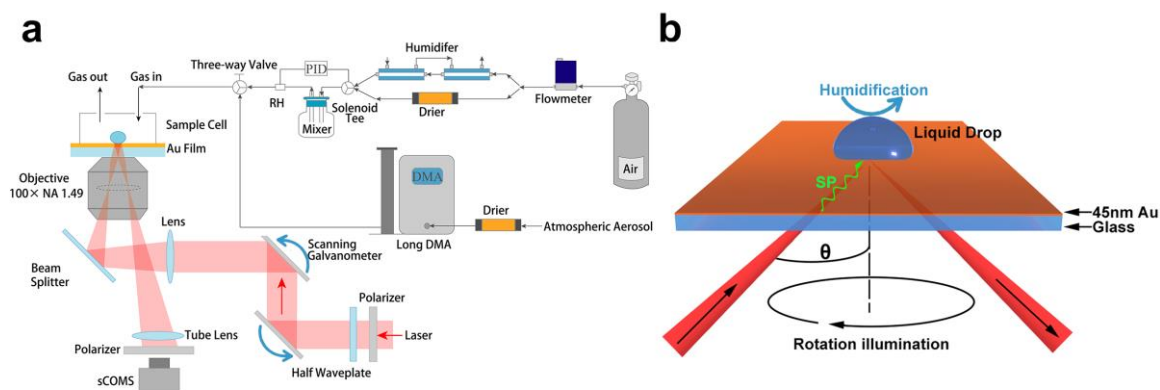 a
Humidifer
Three-way Valve
Gas out
Gas in
PID
RH
Solenoid
Tee
Flowmeter
Sample Cell
Mixer
Drier
Au Film
Objective
100× NA 1.49
Air
DMA
Drier
Atmospheric Aerosol
Long DMA
Lens
Scanning
Galvanometer
Beam
Splitter
Polarizer
Tube Lens
Laser
Polarizer
Half Waveplate
sCOMS
b
Humidification
Liquid Drop
SP
45nm Au
Glass
θ
Rotation illumination